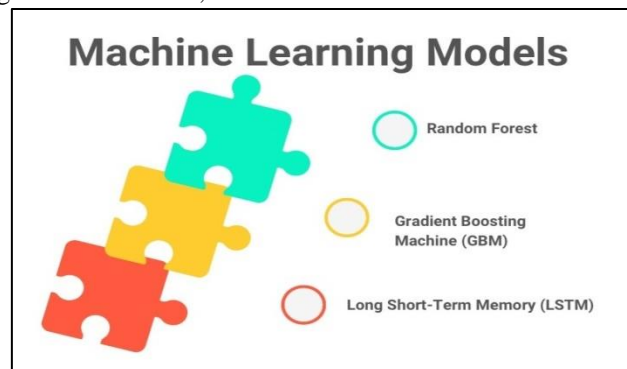 Machine Learning Models
Random Forest
Gradient Boosting
Machine (GBM)
Long Short-Term Memory (LSTM)